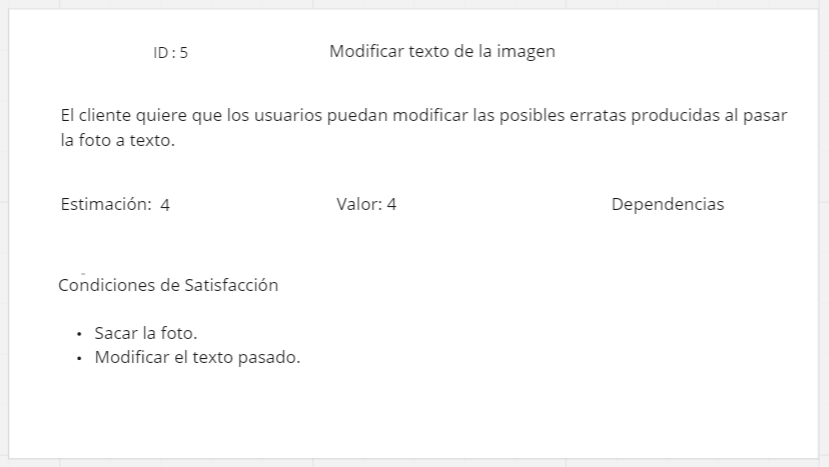 ID : 5 Modificar texto de la imagen
El cliente quiere que los usuarios puedan modificar las posibles erratas producidas al pasar
la foto a texto.
Estimación: 4 Valor: 4 Dependencias
Condiciones de Satisfacción
• Sacar la foto.
• Modificar el texto pasado.